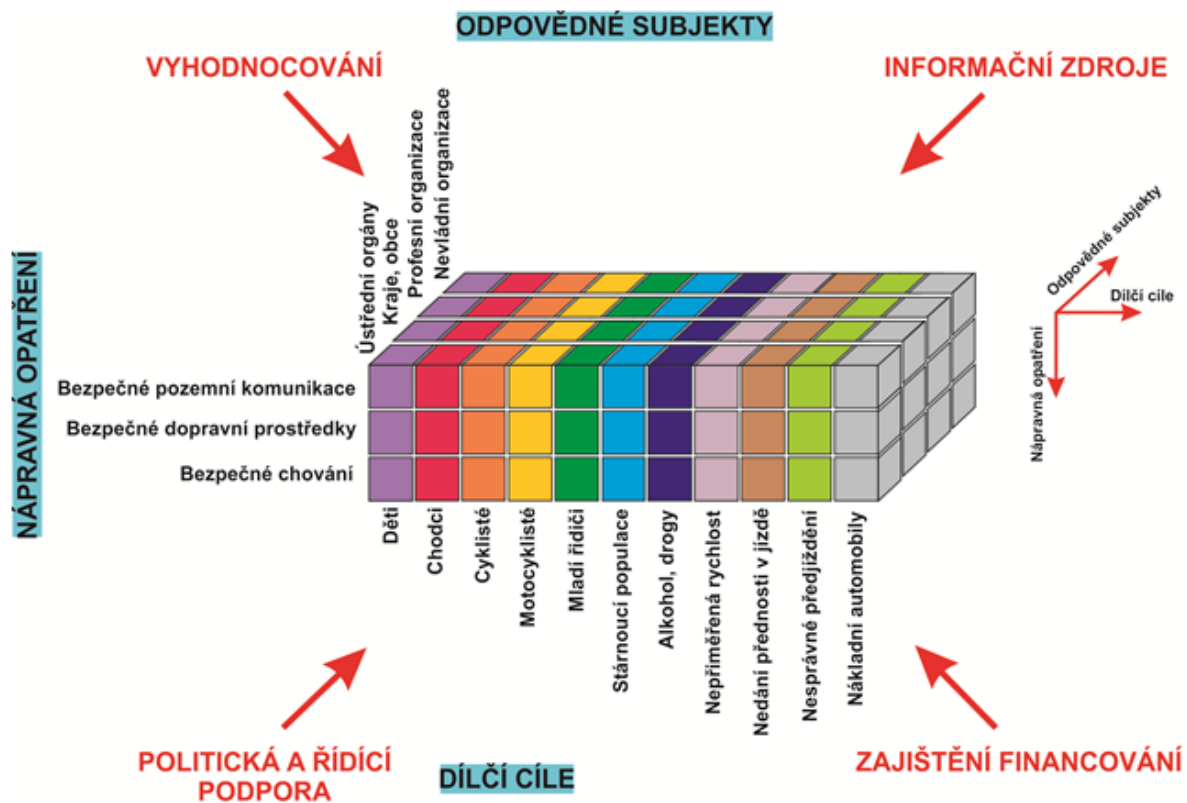 ODPOVĚDNÉ SUBJEKTY
VYHODNOCOVÁNÍ
INFORMAČNÍ ZDROJE
Ústřední orgány
Kraje, obce
Profesní organizace
Nevládní organizace
NÁPRAVNÁ OPATŘENÍ
Bezpečné pozemní komunikace
Bezpečné dopravní prostředky
Bezpečné chování
Odpovědné subjekty
Dílčí cíle
Nápravná opatření
Děti
Chodci
Cyklisté
Motocyklisté
Mladí řidiči
Stárnoucí populace
Alkohol, drogy
Nepřiměřená rychlost
Nedání přednosti v jízdě
Nesprávné předjíždění
Nákladní automobily
POLITICKÁ A ŘÍDÍCÍ
PODPORA
DÍLČÍ CÍLE
ZAJIŠTĚNÍ FINANCOVÁNÍ